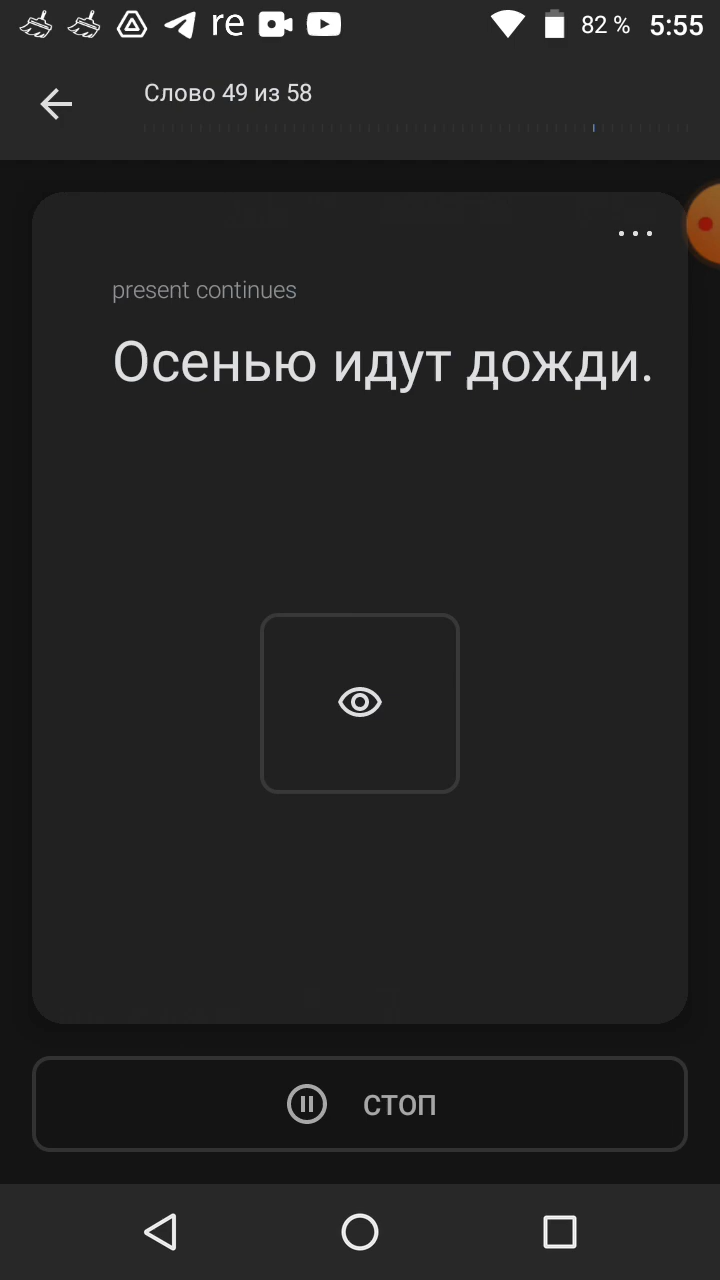 re 82 % 5:55
Слово 49 из 58
present continues
Осенью идут дожди.
СТОП